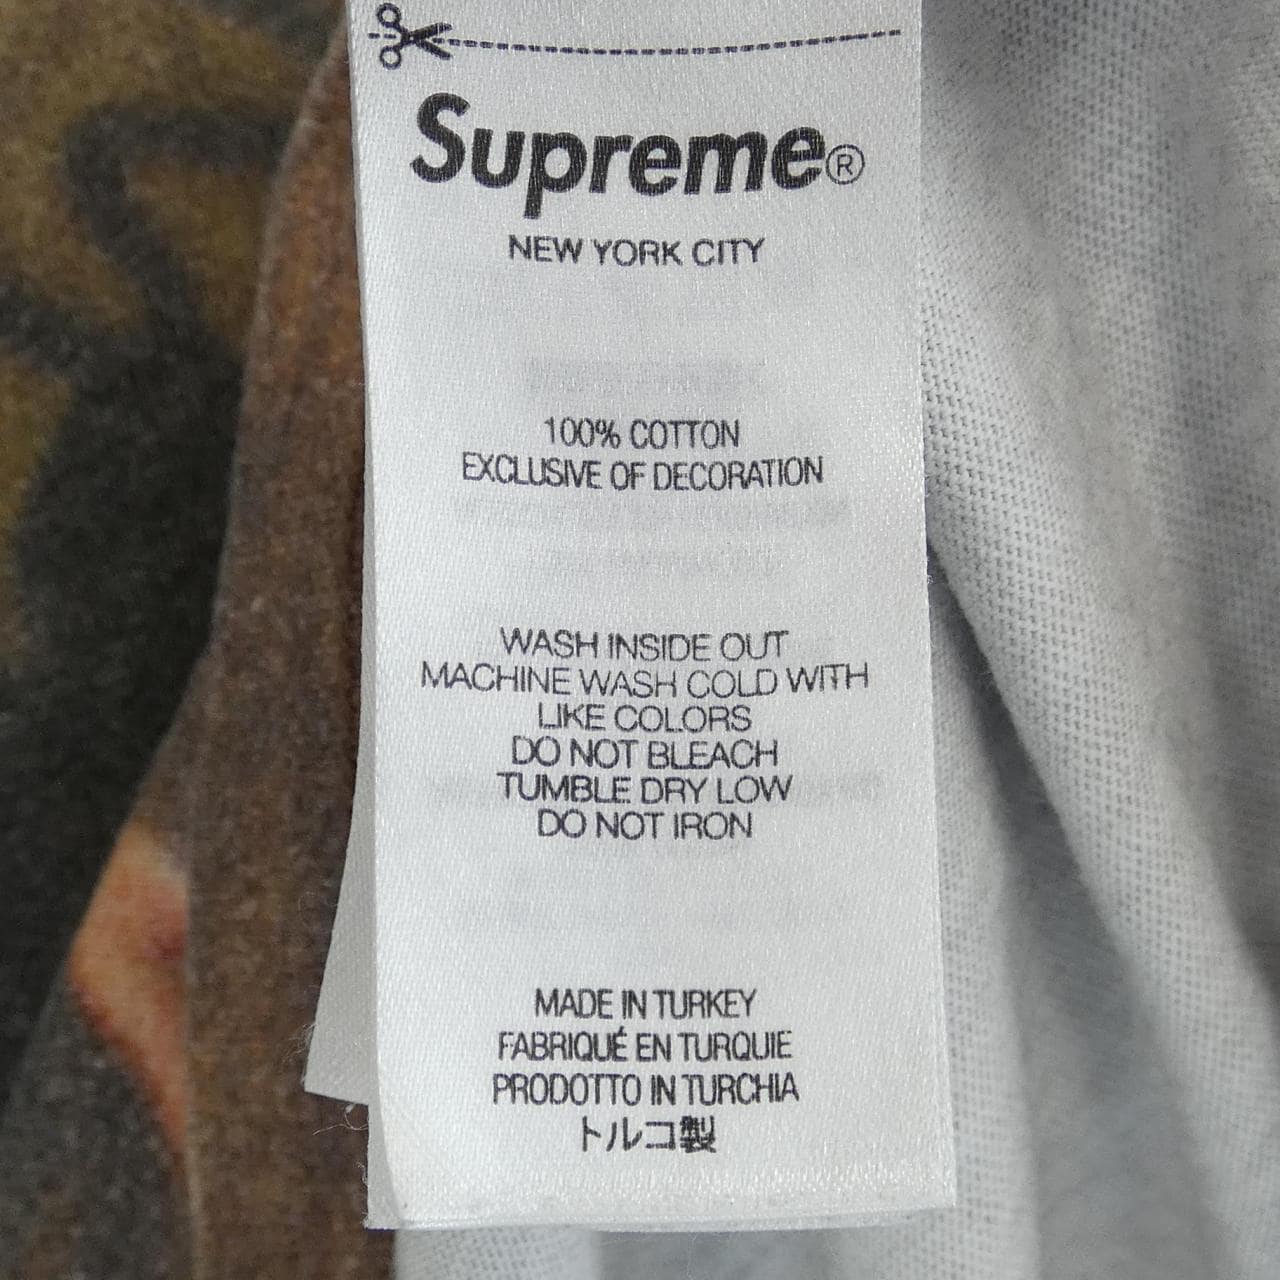 Supreme®
NEW YORK CITY
100% COTTON
EXCLUSIVE OF DECORATION
WASH INSIDE OUT
MACHINE WASH COLD WITH
LIKE COLORS
DO NOT BLEACH
TUMBLE DRY LOW
DO NOT IRON
MADE IN TURKEY
FABRIQUÉ EN TURQUIE
PRODOTTO IN TURCHIA
トルコ製